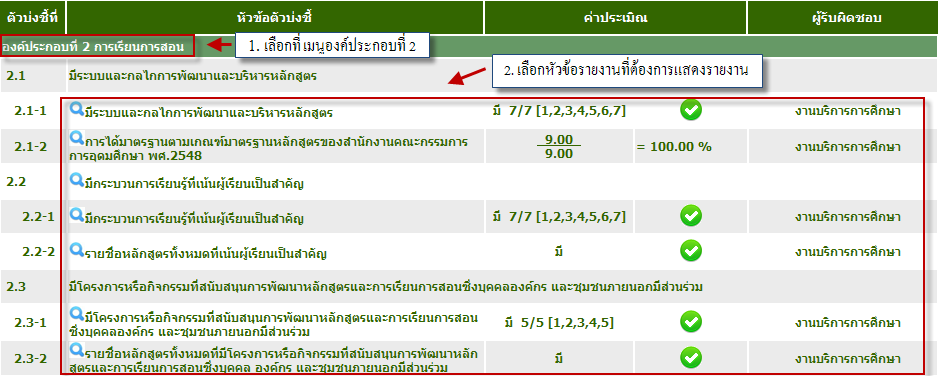 ตัวบ่งชี้ที่ หัวข้อตัวบ่งชี้ ค่าประเมิณ ผู้รับผิดชอบ
องค์ประกอบที่ 2 การเรียนการสอน
1. เลือกที่เมนูองค์ประกอบที่ 2
2.1 มีระบบและกลไกการพัฒนาและบริหารหลักสูตร
2. เลือกหัวข้อรายงานที่ต้องการแสดงรายงาน
2.1-1 มีระบบและกลไกการพัฒนาและบริหารหลักสูตร มี 7/7 [1,2,3,4,5,6,7] งานบริการการศึกษา
2.1-2 การได้มาตรฐานตามเกณฑ์มาตรฐานหลักสูตรของสำนักงานคณะกรรมการ
การอุดมศึกษา พศ.2548
9.00
9.00
= 100.00 %
งานบริการการศึกษา
2.2 มีกระบวนการเรียนรู้ที่เน้นผู้เรียนเป็นสำคัญ
2.2-1 มีกระบวนการเรียนรู้ที่เน้นผู้เรียนเป็นสำคัญ มี 7/7 [1,2,3,4,5,6,7] งานบริการการศึกษา
2.2-2 รายชื่อหลักสูตรทั้งหมดที่เน้นผู้เรียนเป็นสำคัญ มี งานบริการการศึกษา
2.3 มีโครงการหรือกิจกรรมที่สนับสนุนการพัฒนาหลักสูตรและการเรียนการสอนซึ่งบุคคลองค์กร และชุมชนภายนอกมีส่วนร่วม
2.3-1 มีโครงการหรือกิจกรรมที่สนับสนุนการพัฒนาหลักสูตรและการเรียนการสอน
ซึ่งบุคคลองค์กร และชุมชนภายนอกมีส่วนร่วม
มี 5/5 [1,2,3,4,5] งานบริการการศึกษา
2.3-2 รายชื่อหลักสูตรทั้งหมดที่มีโครงการหรือกิจกรรมที่สนับสนุนการพัฒนาหลัก
สูตรและการเรียนการสอนซึ่งบุคคล องค์กร และชุมชนภายนอกมีส่วนร่วม
มี งานบริการการศึกษา